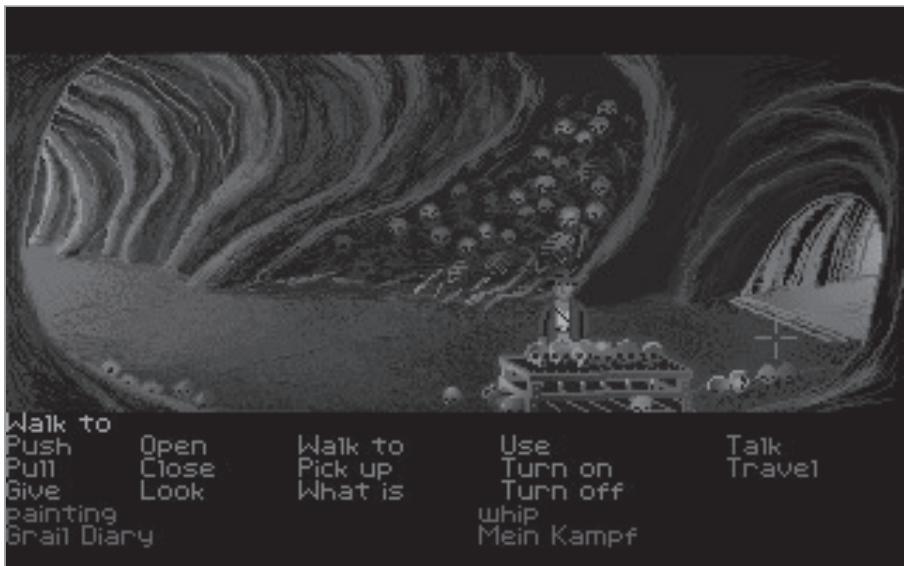 Walk to
Push Open Walk to Use Talk
Pull Close Pick up Turn on Travel
Give Look What is Turn off
painting whip
Grail Diary Mein Kampf